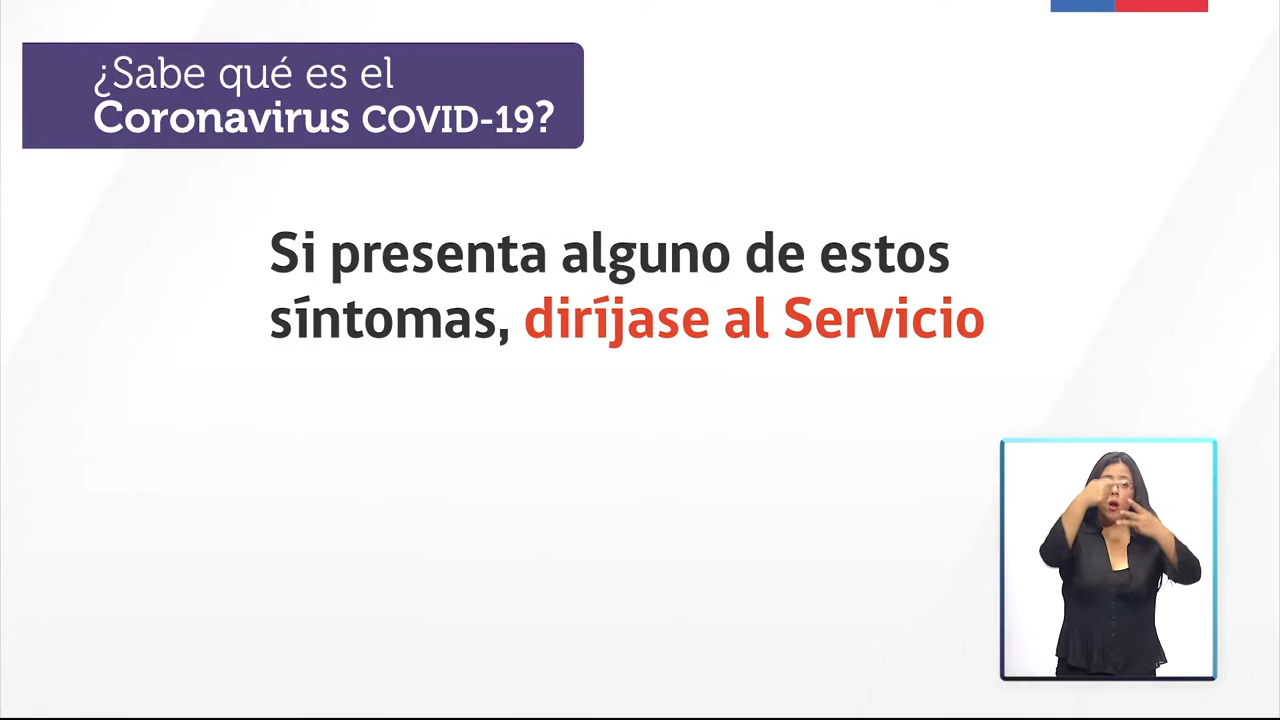 ¿Sabe qué es el
Coronavirus COVID-19?
Si presenta alguno de estos
síntomas, diríjase al Servicio